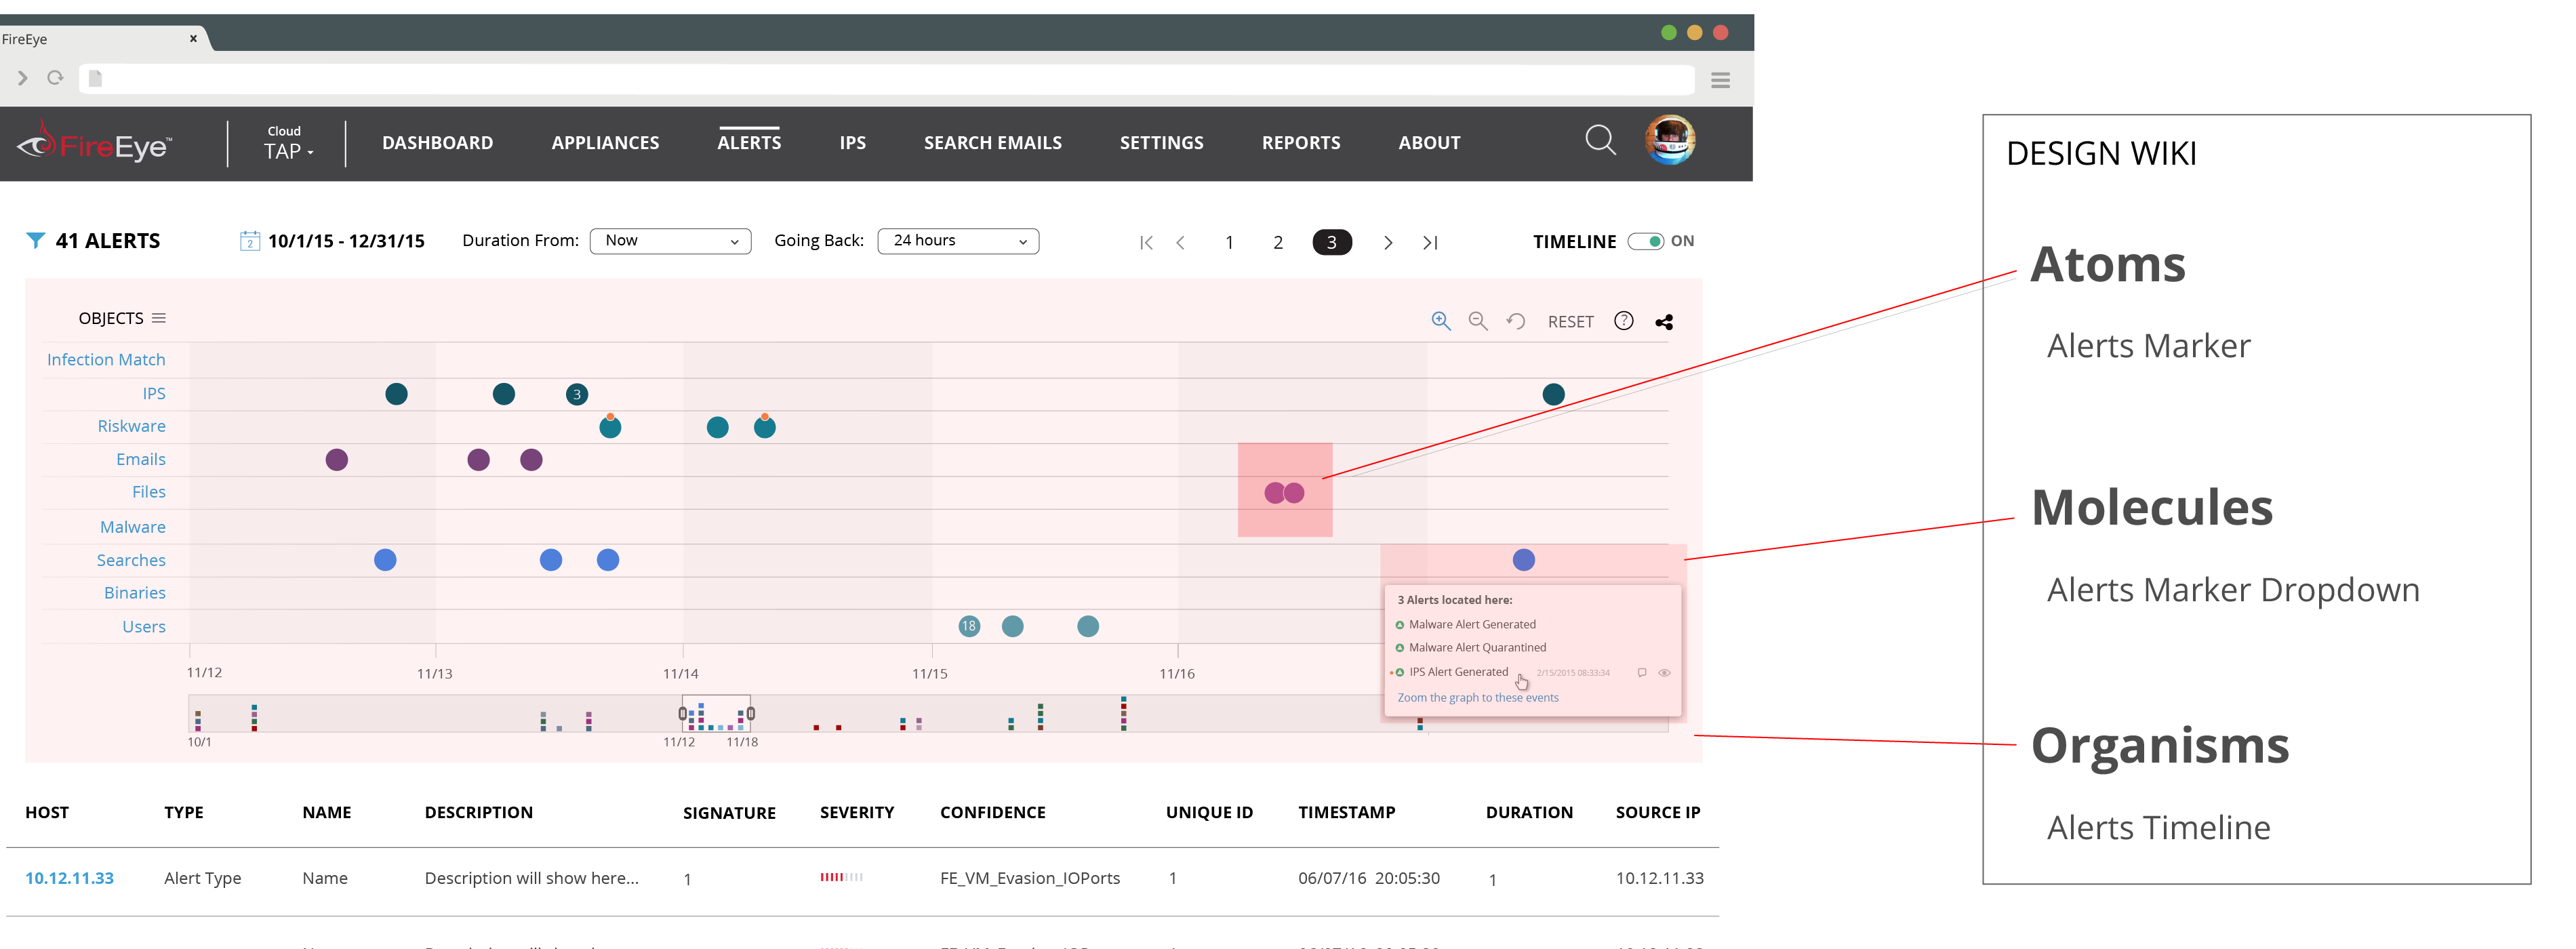 FireEye x
FireEye™
Cloud
TAP
DASHBOARD APPLIANCES ALERTS IPS SEARCH EMAILS SETTINGS REPORTS ABOUT
41 ALERTS 2 10/1/15 - 12/31/15 Duration From: Now Going Back: 24 hours 1 2 3 TIMELINE ON
OBJECTS RESET ?
Infection Match
IPS 3
Riskware
Emails
Files
Malware
Searches
Binaries
Users 18
3 Alerts located here:
Malware Alert Generated
Malware Alert Quarantined
IPS Alert Generated 2/15/2015 08:33:34
Zoom the graph to these events
11/12 11/13 11/14 11/15 11/16
10/1 11/12 11/18
HOST TYPE NAME DESCRIPTION SIGNATURE SEVERITY CONFIDENCE UNIQUE ID TIMESTAMP DURATION SOURCE IP
10.12.11.33 Alert Type Name Description will show here... 1 FE_VM_Evasion_IOPorts 1 06/07/16 20:05:30 1 10.12.11.33
DESIGN WIKI
Atoms
Alerts Marker
Molecules
Alerts Marker Dropdown
Organisms
Alerts Timeline